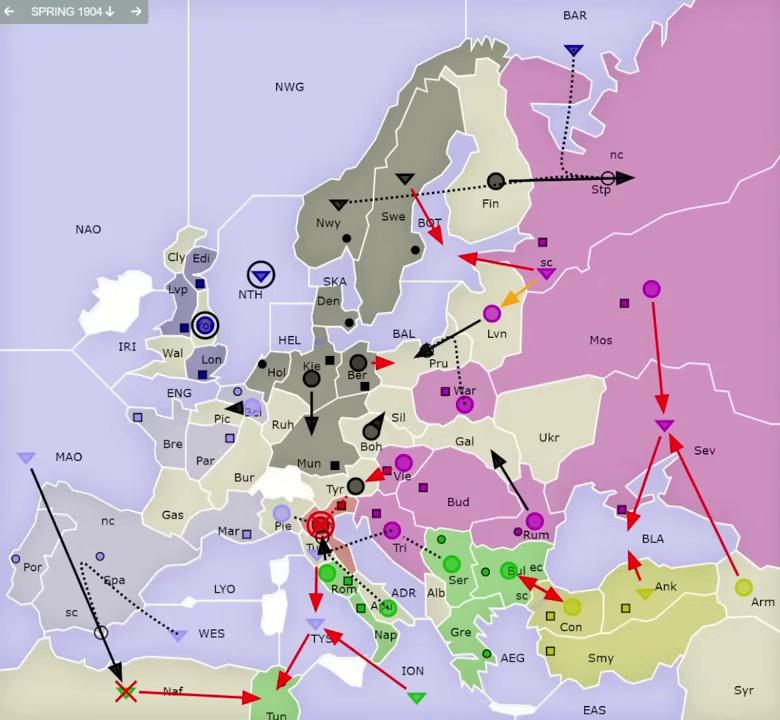 ← SPRING 1904↓ →
BAR
NWG
nc
Stp
Fin
Nwy
Swe
BOT
NAO
Cly
Edi
sc
NTH
SKA
Lvp
Den
Lvn
Mos
IRI
HEL
BAL
Wal
Lon
Hol
Kie
Ber
Pru
War
ENG
Pic
Sil
Ruh
Bre
Boh
Gal
Ukr
Par
Mun
Sev
MAO
Bur
Tyr
Vie
Bud
Gas
nc
Mar
Pie
Tri
Rum
BLA
Por
Spa
LYO
Rom
ADR
Ser
Bul
ec
Ank
Arm
sc
Apu
Alb
sc
Con
WES
TYS
Nap
Gre
Smy
ION
AEG
Naf
Syr
Tun
EAS